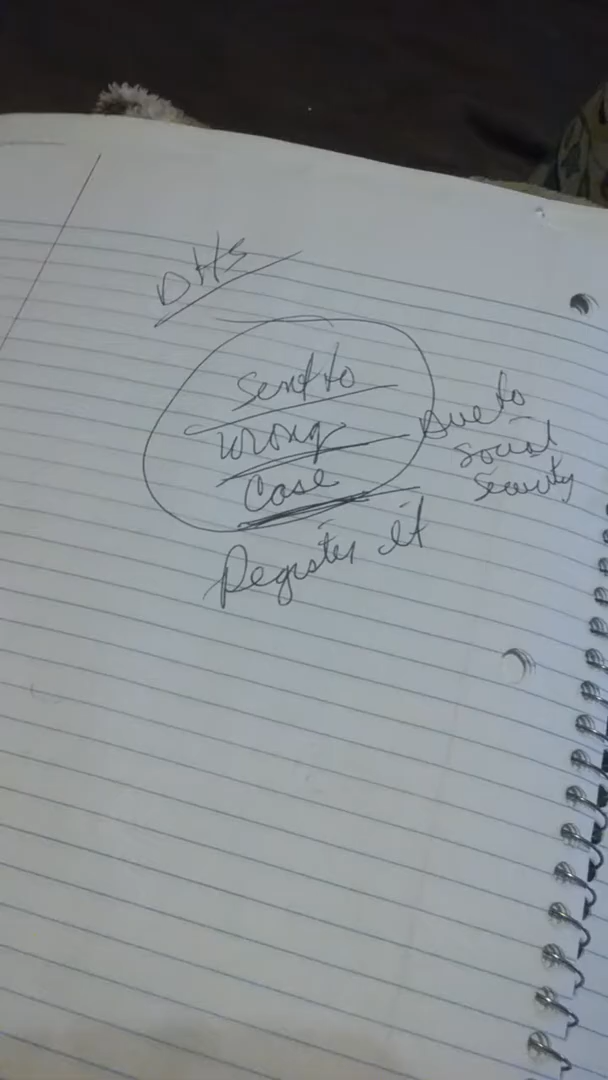 DHS
Sent to
wrong
Case
Due to
Social
Security
Register it